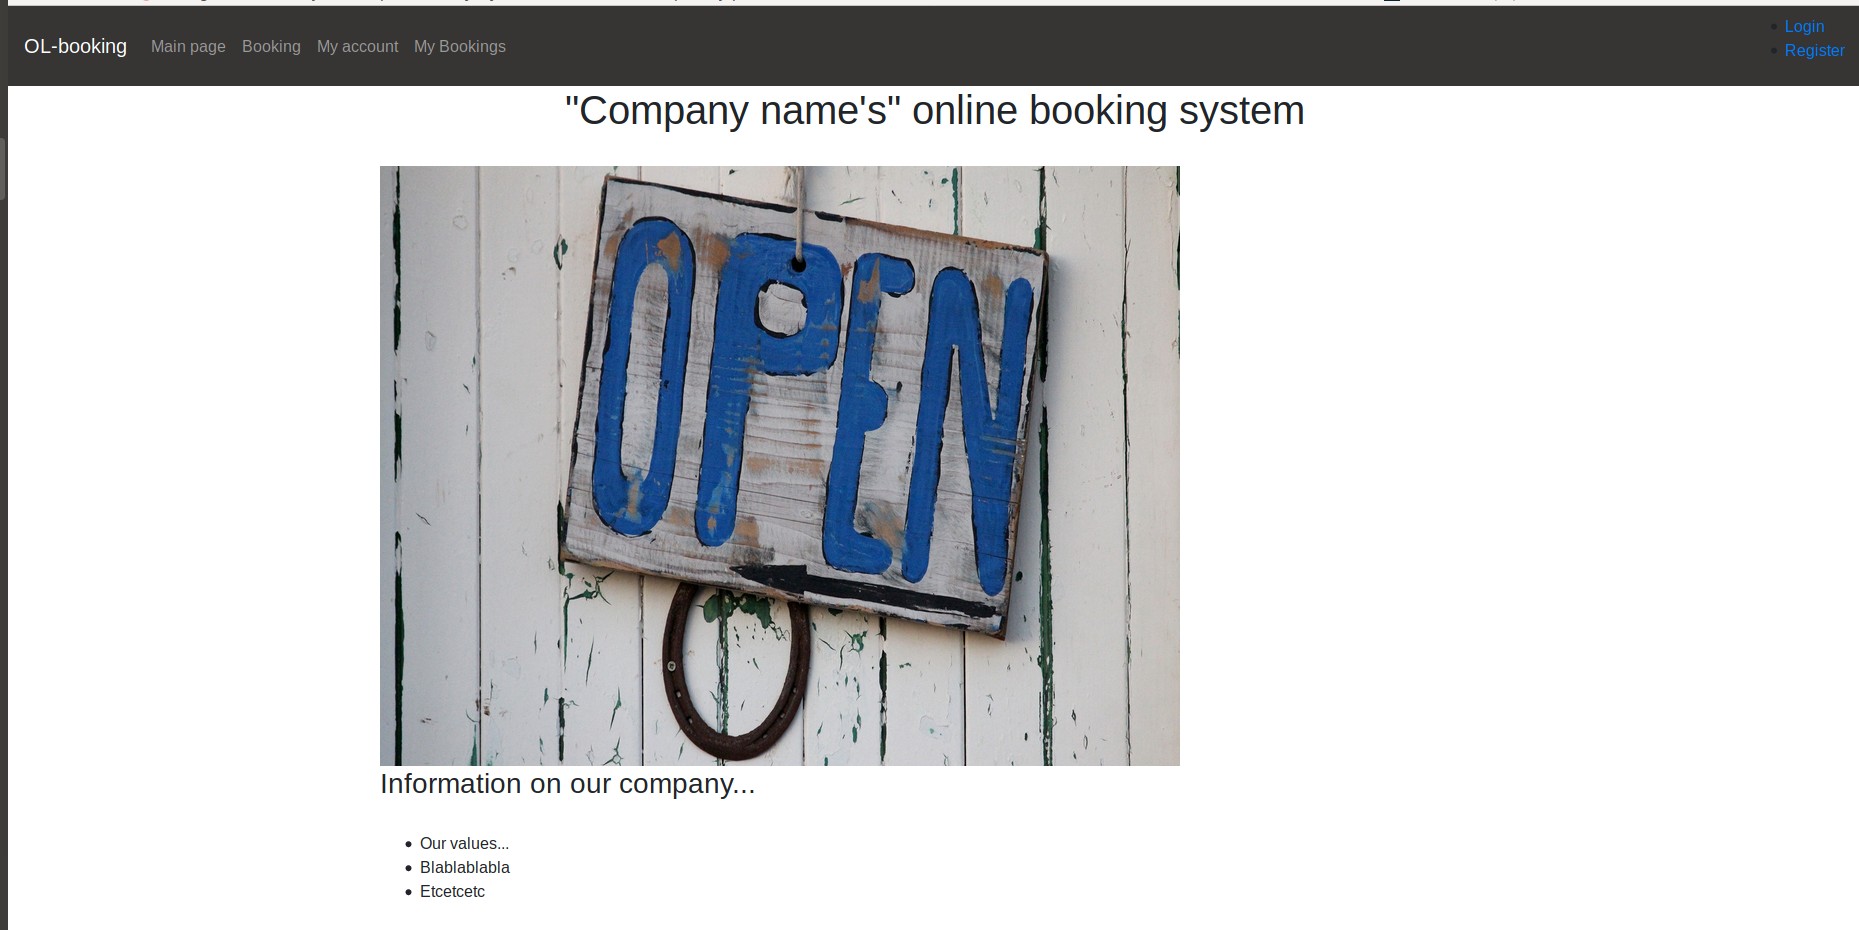 OL-booking Main page Booking My account My Bookings
Login
Register
"Company name's" online booking system
OPEN
Information on our company...
Our values...
Blablablabla
Etcetcetc